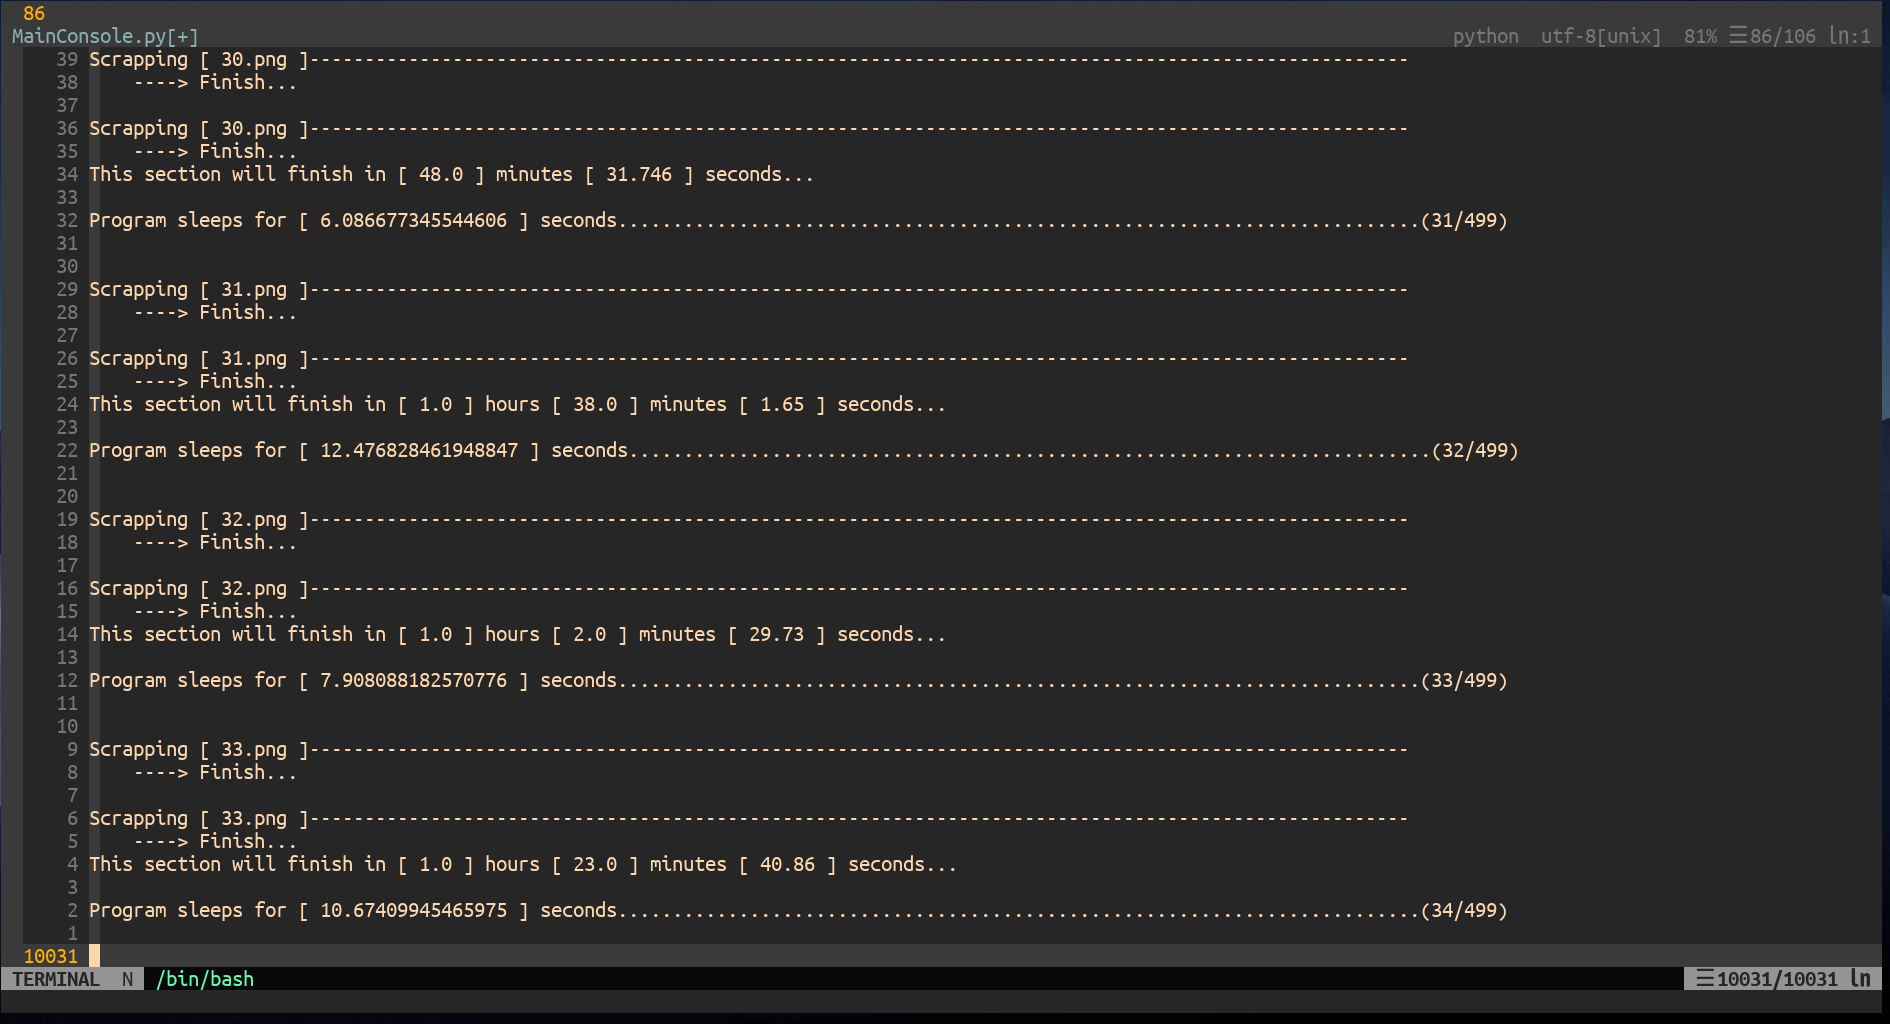 86
MainConsole.py[+] python utf-8[unix] 81% ☰86/106 ln:1
39 Scrapping [ 30.png ]----------------------------------------------------------------------------------------------------
38     ----> Finish...
37
36 Scrapping [ 30.png ]----------------------------------------------------------------------------------------------------
35     ----> Finish...
34 This section will finish in [ 48.0 ] minutes [ 31.746 ] seconds...
33
32 Program sleeps for [ 6.086677345544606 ] seconds.........................................................................(31/499)
31
30
29 Scrapping [ 31.png ]----------------------------------------------------------------------------------------------------
28     ----> Finish...
27
26 Scrapping [ 31.png ]----------------------------------------------------------------------------------------------------
25     ----> Finish...
24 This section will finish in [ 1.0 ] hours [ 38.0 ] minutes [ 1.65 ] seconds...
23
22 Program sleeps for [ 12.476828461948847 ] seconds.........................................................................(32/499)
21
20
19 Scrapping [ 32.png ]----------------------------------------------------------------------------------------------------
18     ----> Finish...
17
16 Scrapping [ 32.png ]----------------------------------------------------------------------------------------------------
15     ----> Finish...
14 This section will finish in [ 1.0 ] hours [ 2.0 ] minutes [ 29.73 ] seconds...
13
12 Program sleeps for [ 7.908088182570776 ] seconds.........................................................................(33/499)
11
10
9 Scrapping [ 33.png ]----------------------------------------------------------------------------------------------------
8     ----> Finish...
7
6 Scrapping [ 33.png ]----------------------------------------------------------------------------------------------------
5     ----> Finish...
4 This section will finish in [ 1.0 ] hours [ 23.0 ] minutes [ 40.86 ] seconds...
3
2 Program sleeps for [ 10.67409945465975 ] seconds.........................................................................(34/499)
1
10031
TERMINAL N /bin/bash ☰10031/10031 ln